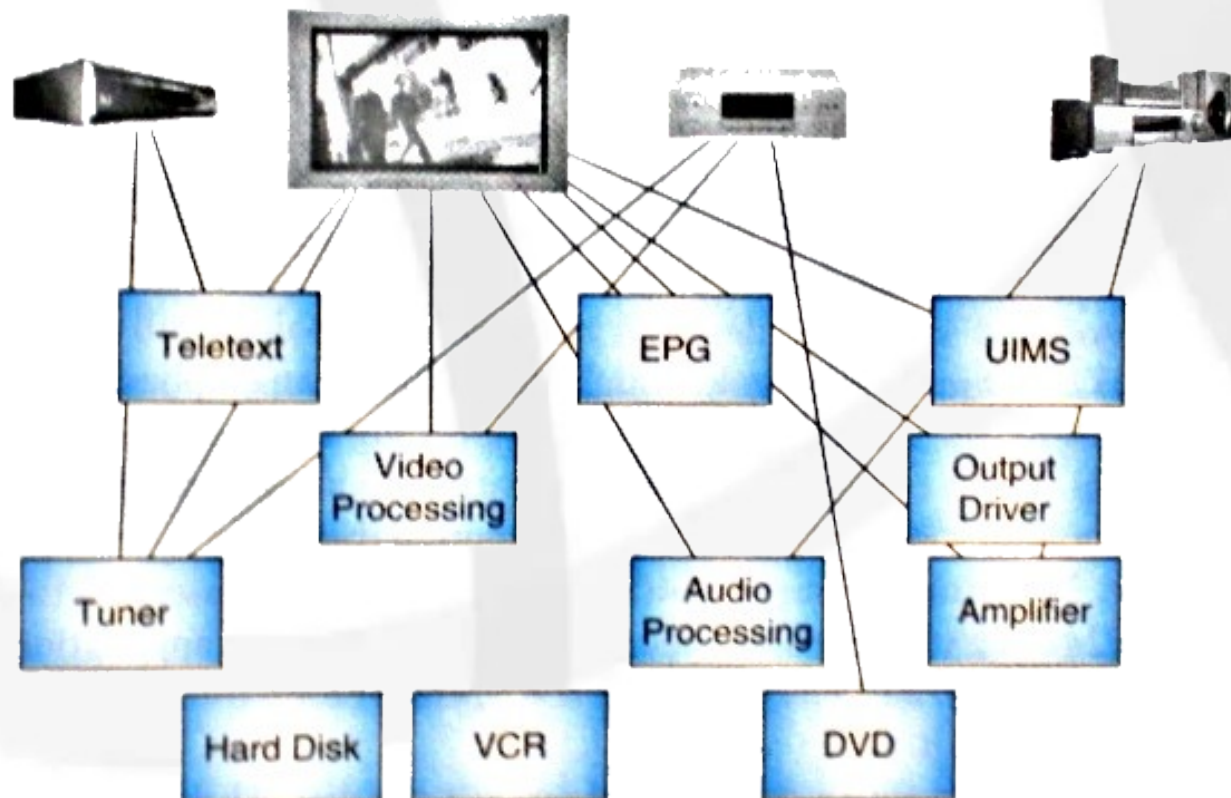 Teletext
EPG
UIMS
Video
Processing
Output
Driver
Tuner
Audio
Processing
Amplifier
Hard Disk
VCR
DVD